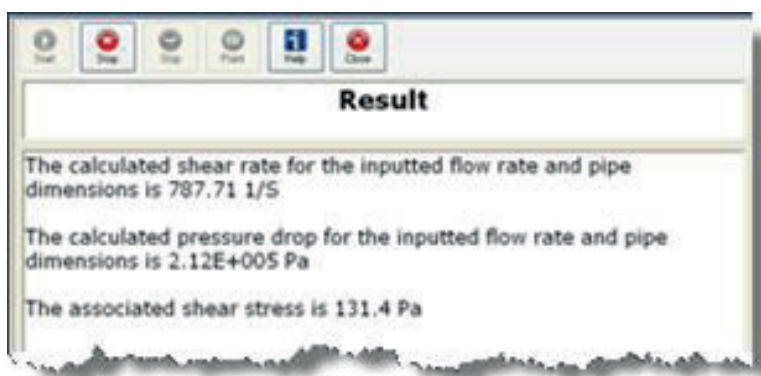 Start Stop Skip Pause Help Close
Result
The calculated shear rate for the inputted flow rate and pipe
dimensions is 787.71 1/S
The calculated pressure drop for the inputted flow rate and pipe
dimensions is 2.12E+005 Pa
The associated shear stress is 131.4 Pa